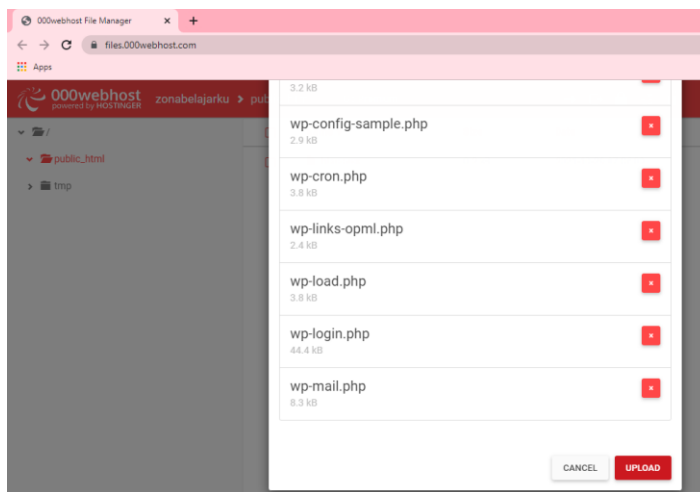 000webhost File Manager
files.000webhost.com
Apps
000webhost
powered by HOSTINGER
zonabelajarku > pub
/
public_html
tmp
3.2 kB
wp-config-sample.php
2.9 kB
wp-cron.php
3.8 kB
wp-links-opml.php
2.4 kB
wp-load.php
3.8 kB
wp-login.php
44.4 kB
wp-mail.php
8.3 kB
CANCEL UPLOAD